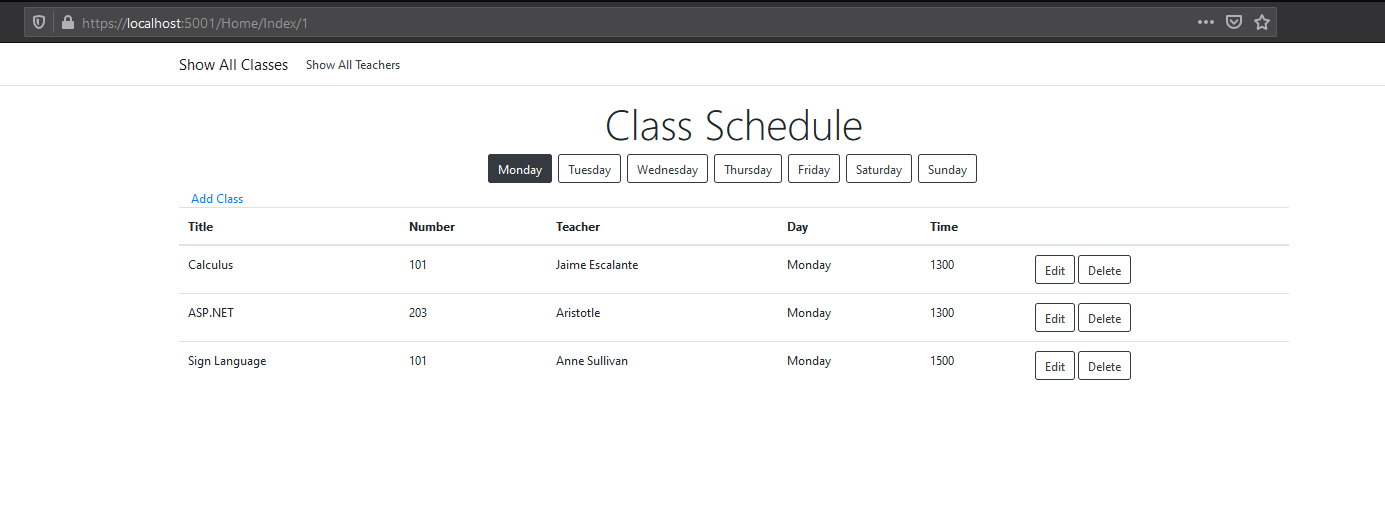 https://localhost:5001/Home/Index/1
Show All Classes Show All Teachers
Class Schedule
Monday Tuesday Wednesday Thursday Friday Saturday Sunday
Add Class
Title Number Teacher Day Time
Calculus 101 Jaime Escalante Monday 1300 Edit Delete
ASP.NET 203 Aristotle Monday 1300 Edit Delete
Sign Language 101 Anne Sullivan Monday 1500 Edit Delete